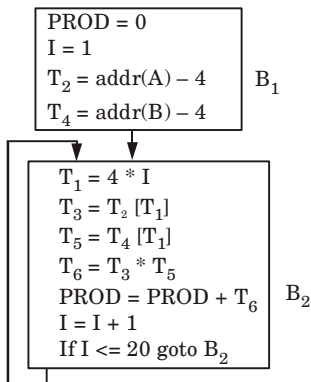 PROD = 0
I = 1
T₂ = addr(A) – 4
T₄ = addr(B) – 4
B₁
T₁ = 4 * I
T₃ = T₂ [T₁]
T₅ = T₄ [T₁]
T₆ = T₃ * T₅
PROD = PROD + T₆
I = I + 1
If I <= 20 goto B₂
B₂